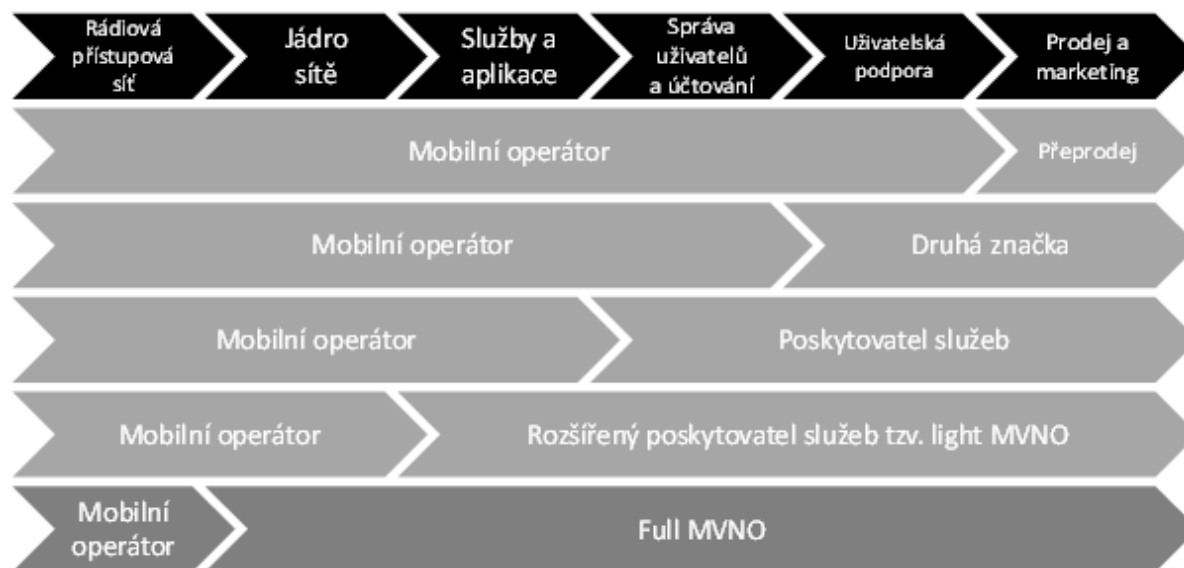 Rádiová
přístupová
síť
Jádro
sítě
Služby a
aplikace
Správa
uživatelů
a účtování
Uživatelská
podpora
Prodej a
marketing
Mobilní operátor
Přeprodej
Mobilní operátor
Druhá značka
Mobilní operátor
Poskytovatel služeb
Mobilní operátor
Rozšířený poskytovatel služeb tzv. light MVNO
Mobilní
operátor
Full MVNO